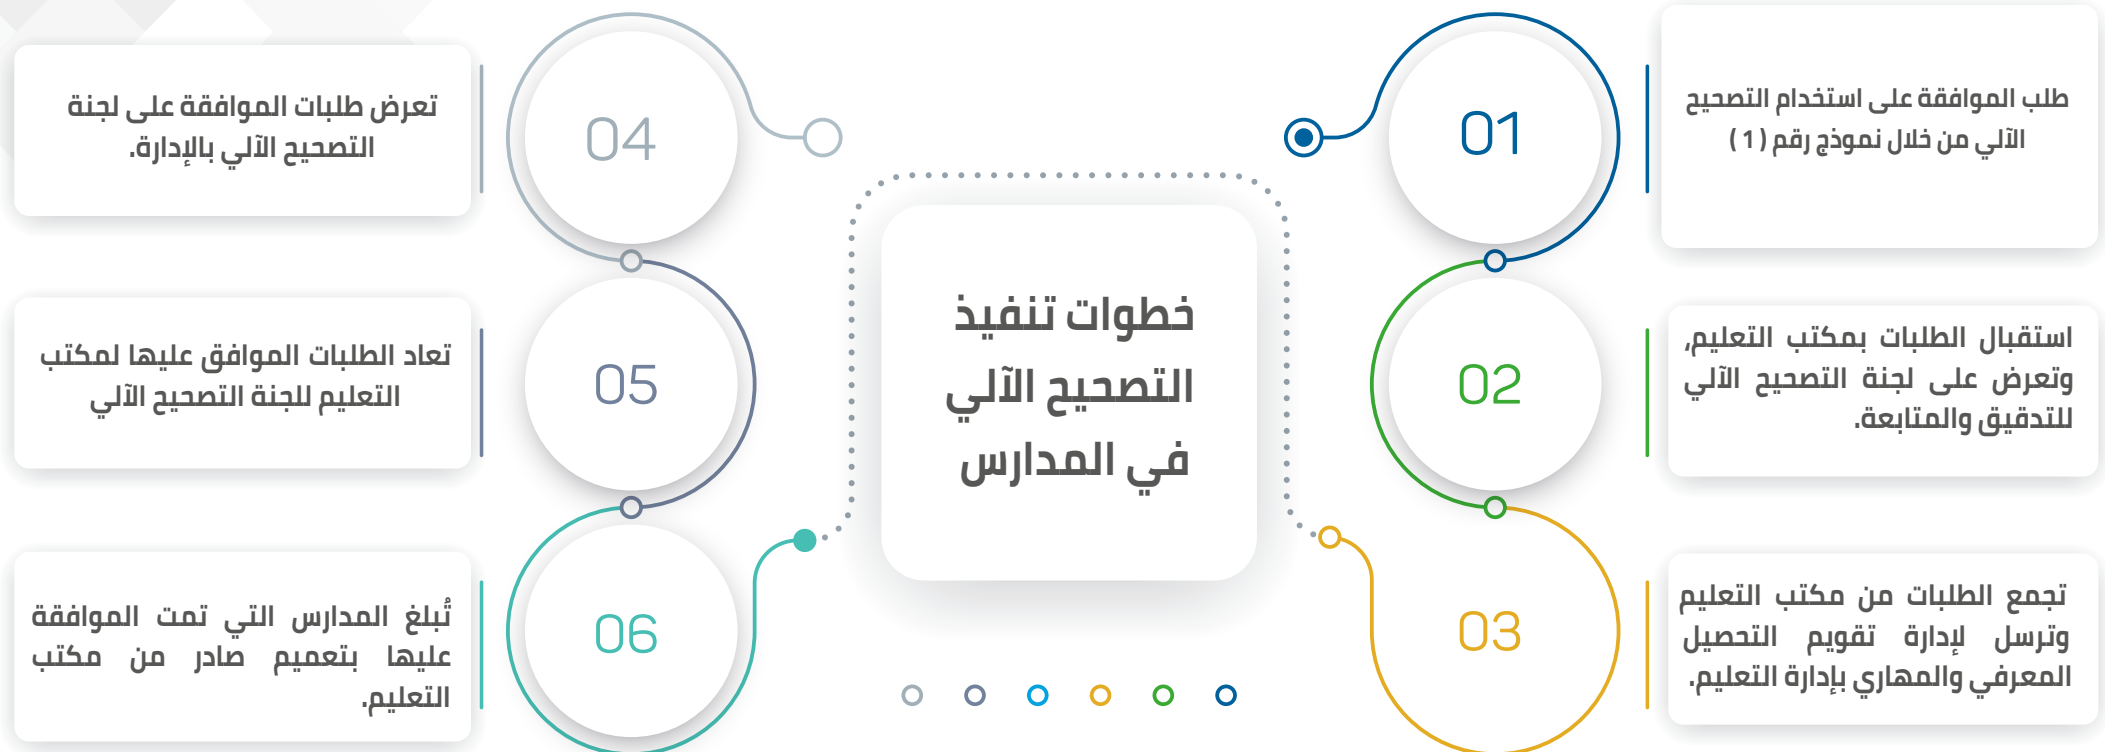 خطوات تنفيذ
التصحيح الآلي
في المدارس
01
طلب الموافقة على استخدام التصحيح
الآلي من خلال نموذج رقم ( 1 )
02
استقبال الطلبات بمكتب التعليم،
وتعرض على لجنة التصحيح الآلي
للتدقيق والمتابعة.
03
تجمع الطلبات من مكتب التعليم
وترسل لإدارة تقويم التحصيل
المعرفي والمهاري بإدارة التعليم.
04
تعرض طلبات الموافقة على لجنة
التصحيح الآلي بالإدارة.
05
تعاد الطلبات الموافق عليها لمكتب
التعليم للجنة التصحيح الآلي
06
تُبلغ المدارس التي تمت الموافقة
عليها بتعميم صادر من مكتب
التعليم.